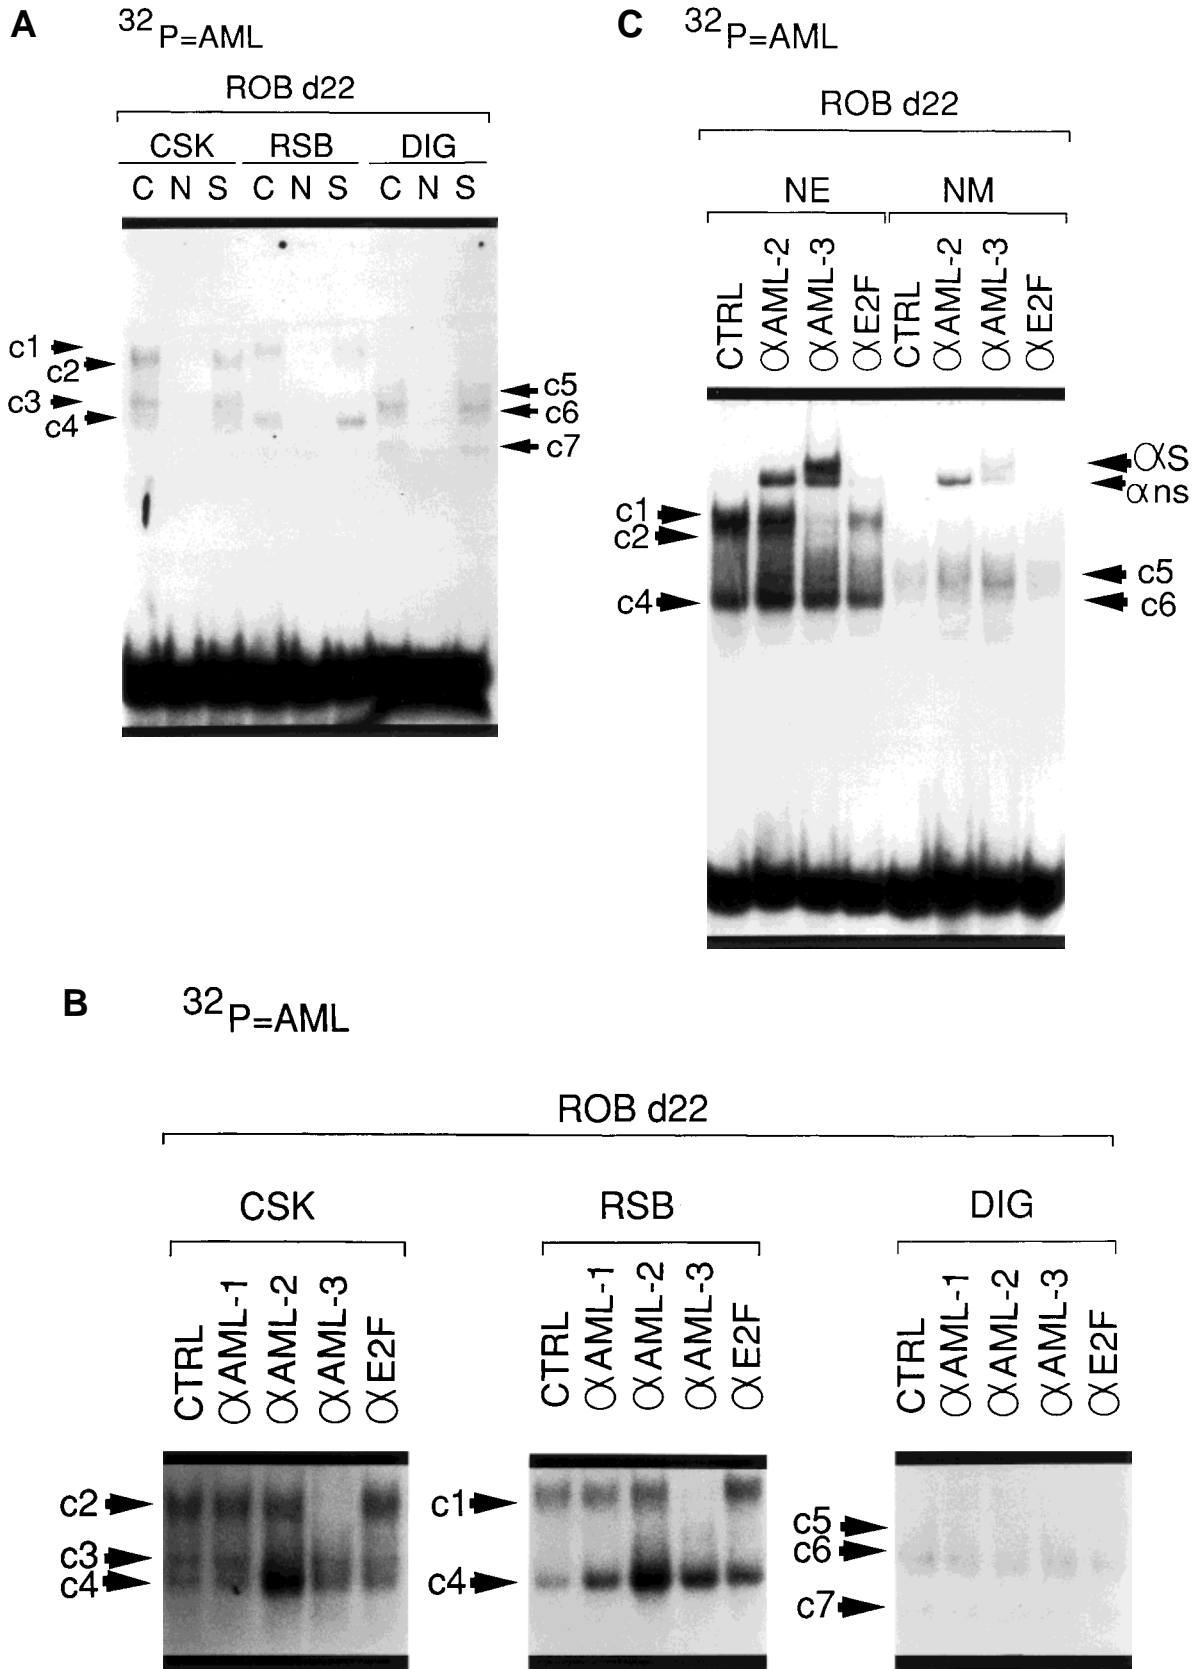 A
32P=AML
ROB d22
CSK RSB DIG
C N S C N S C N S
c1
c2
c3
c4
c5
c6
c7
C
32P=AML
ROB d22
NE NM
CTRL αAML-2 αAML-3 αE2F CTRL αAML-2 αAML-3 αE2F
αS
αns
c1
c2
c4
c5
c6
B
32P=AML
ROB d22
CSK RSB DIG
CTRL αAML-1 αAML-2 αAML-3 αE2F CTRL αAML-1 αAML-2 αAML-3 αE2F CTRL αAML-1 αAML-2 αAML-3 αE2F
c2
c3
c4
c1
c4
c5
c6
c7